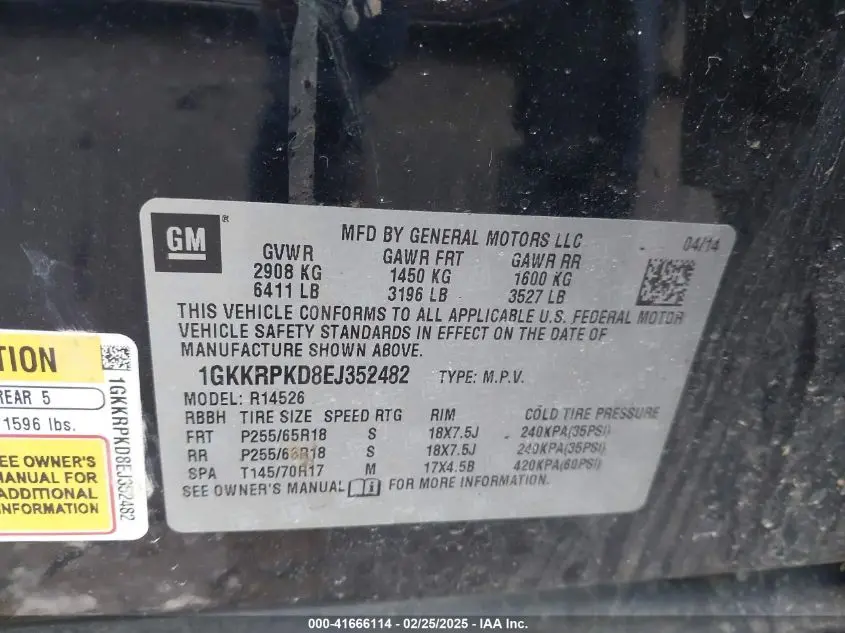 GM ®
MFD BY GENERAL MOTORS LLC 04/14
GVWR GAWR FRT GAWR RR
2908 KG 1450 KG 1600 KG
6411 LB 3196 LB 3527 LB
THIS VEHICLE CONFORMS TO ALL APPLICABLE U.S. FEDERAL MOTOR
VEHICLE SAFETY STANDARDS IN EFFECT ON THE DATE OF
MANUFACTURE SHOWN ABOVE.
1GKKRPKD8EJ352482 TYPE: M.P.V.
MODEL: R14526
RBBH TIRE SIZE SPEED RTG RIM COLD TIRE PRESSURE
FRT P255/65R18 S 18X7.5J 240KPA(35PSI)
RR P255/65R18 S 18X7.5J 240KPA(35PSI)
SPA T145/70R17 M 17X4.5B 420KPA(60PSI)
SEE OWNER'S MANUAL FOR MORE INFORMATION.
TION
REAR 5
1596 lbs.
EE OWNER'S
MANUAL FOR
ADDITIONAL
NFORMATION
1GKKRPKD8EJ352482
000-41666114 - 02/25/2025 - IAA Inc.